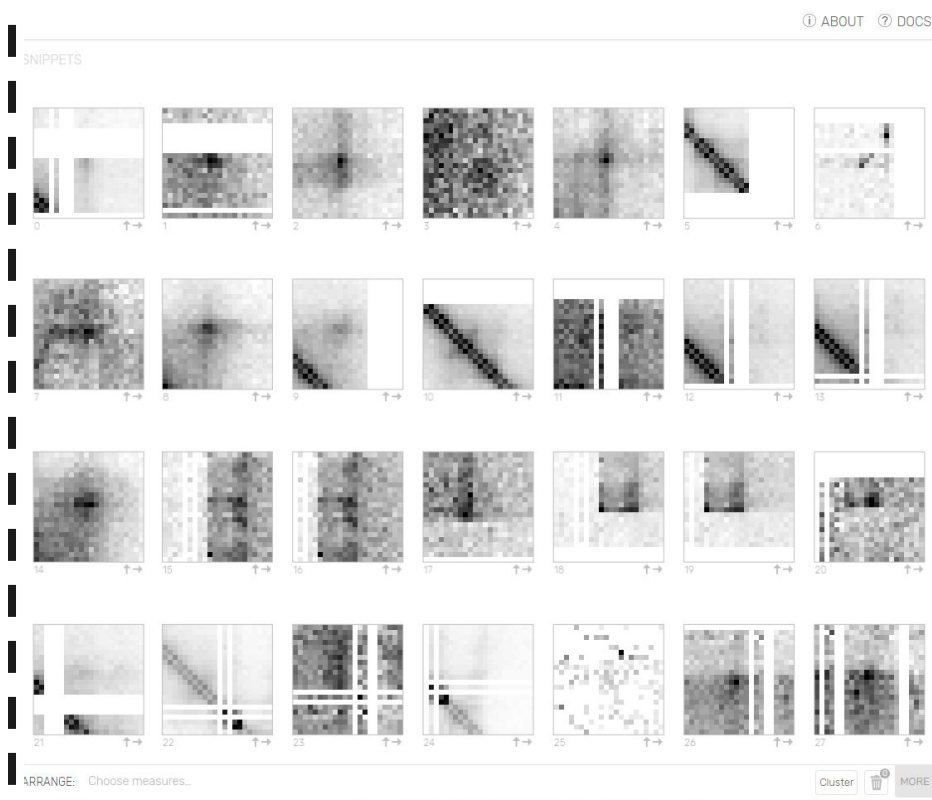 ⓘ ABOUT ? DOCS
SNIPPETS
0 1 2 3 4 5 6
7 8 9 10 11 12 13
14 15 16 17 18 19 20
21 22 23 24 25 26 27
ARRANGE: Choose measures... Cluster 0 MORE